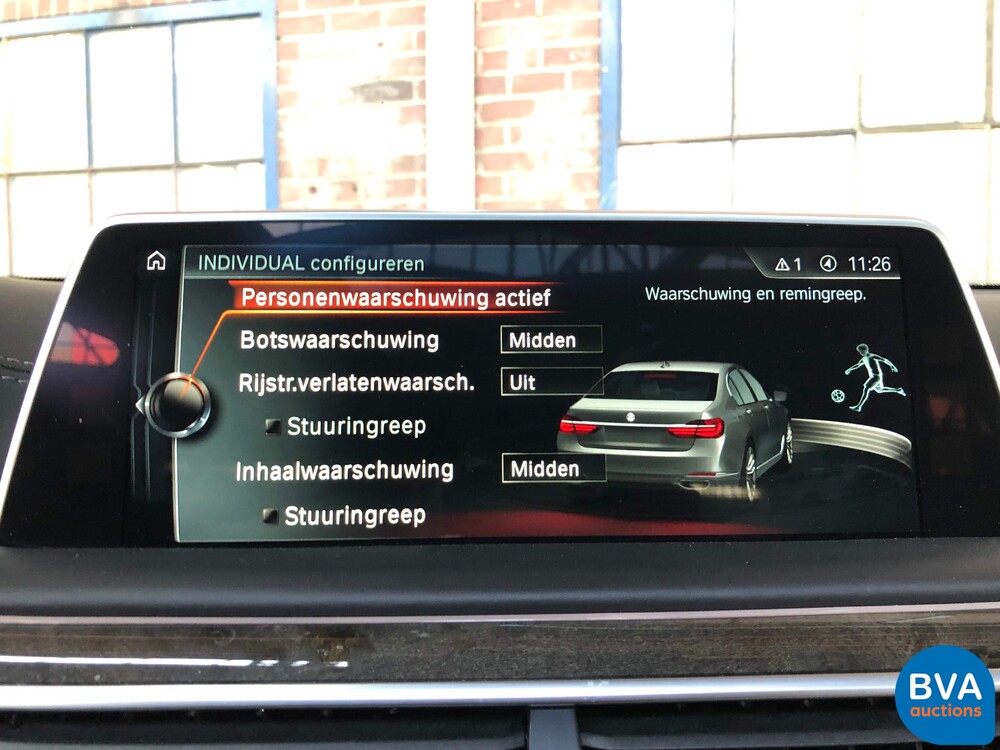 INDIVIDUAL configureren
1 11:26
Personenwaarschuwing actief
Waarschuwing en remingreep.
Botswaarschuwing Midden
Rijstr.verlatenwaarsch. Uit
Stuuringreep
Inhaalwaarschuwing Midden
Stuuringreep
BVA
auctions